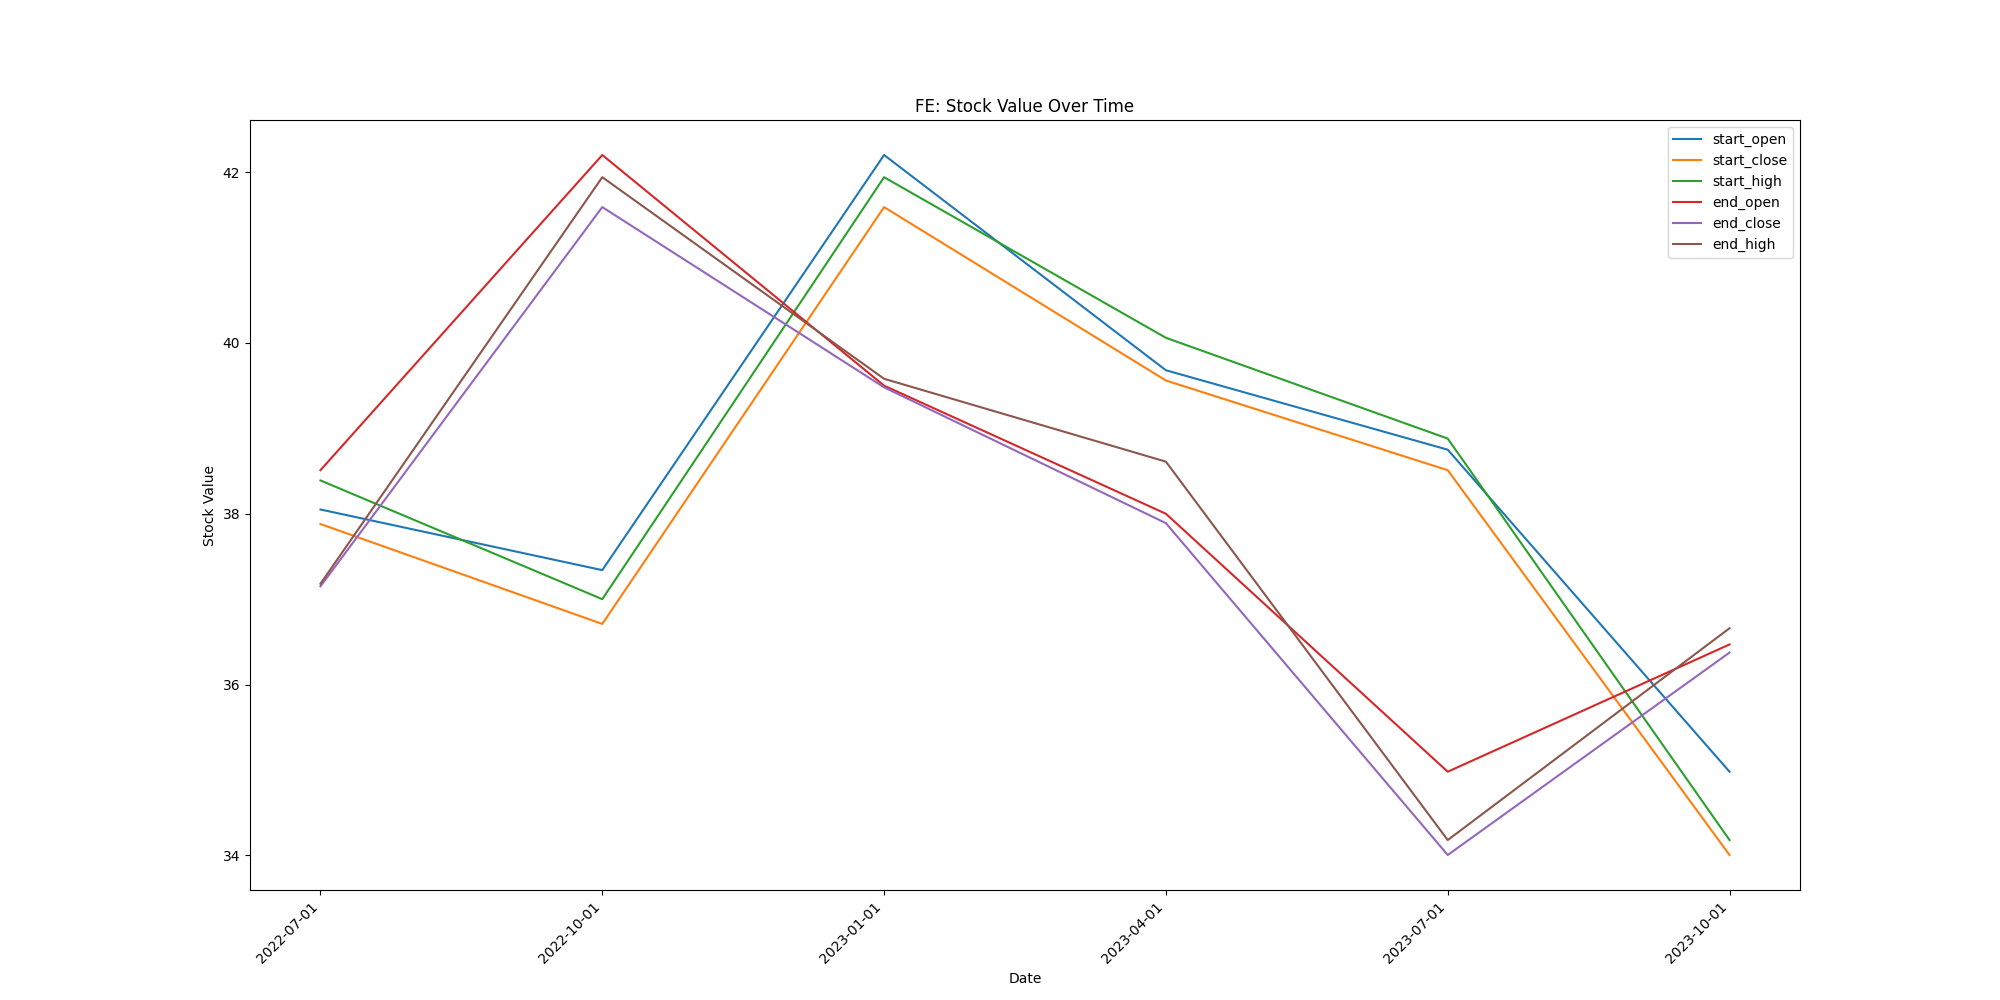 FE: Stock Value Over Time
start_open
start_close
start_high
end_open
end_close
end_high
42
40
38
36
34
Stock Value
2022-07-01
2022-10-01
2023-01-01
2023-04-01
2023-07-01
2023-10-01
Date